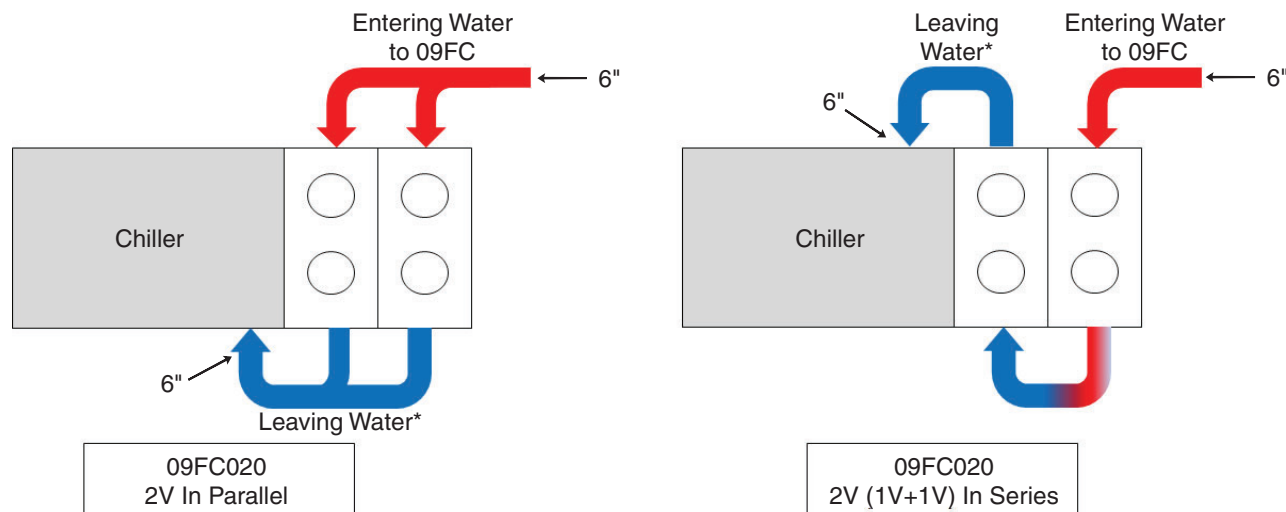 Entering Water
to 09FC
6"
Chiller
6"
Leaving Water*
09FC020
2V In Parallel
Leaving
Water*
Entering Water
to 09FC
6"
6"
Chiller
09FC020
2V (1V+1V) In Series